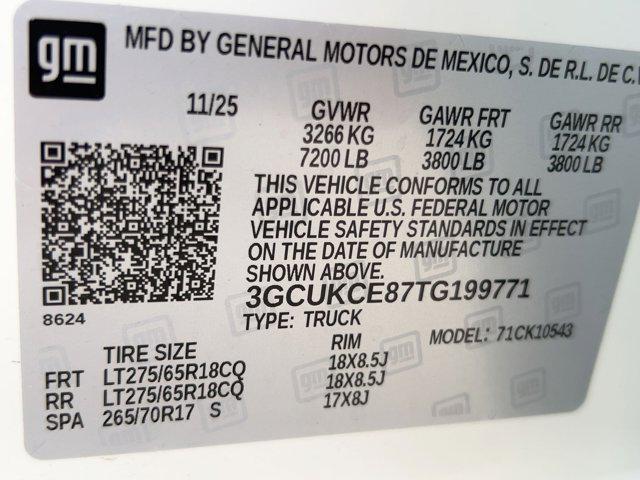 gm
MFD BY GENERAL MOTORS DE MEXICO, S. DE R.L. DE C.V
11/25 GVWR GAWR FRT GAWR RR
3266 KG 1724 KG 1724 KG
7200 LB 3800 LB 3800 LB
THIS VEHICLE CONFORMS TO ALL
APPLICABLE U.S. FEDERAL MOTOR
VEHICLE SAFETY STANDARDS IN EFFECT
ON THE DATE OF MANUFACTURE
SHOWN ABOVE.
3GCUKCE87TG199771
8624
TYPE: TRUCK MODEL: 71CK10543
TIRE SIZE RIM
FRT LT275/65R18CQ 18X8.5J
RR LT275/65R18CQ 18X8.5J
SPA 265/70R17 S 17X8J